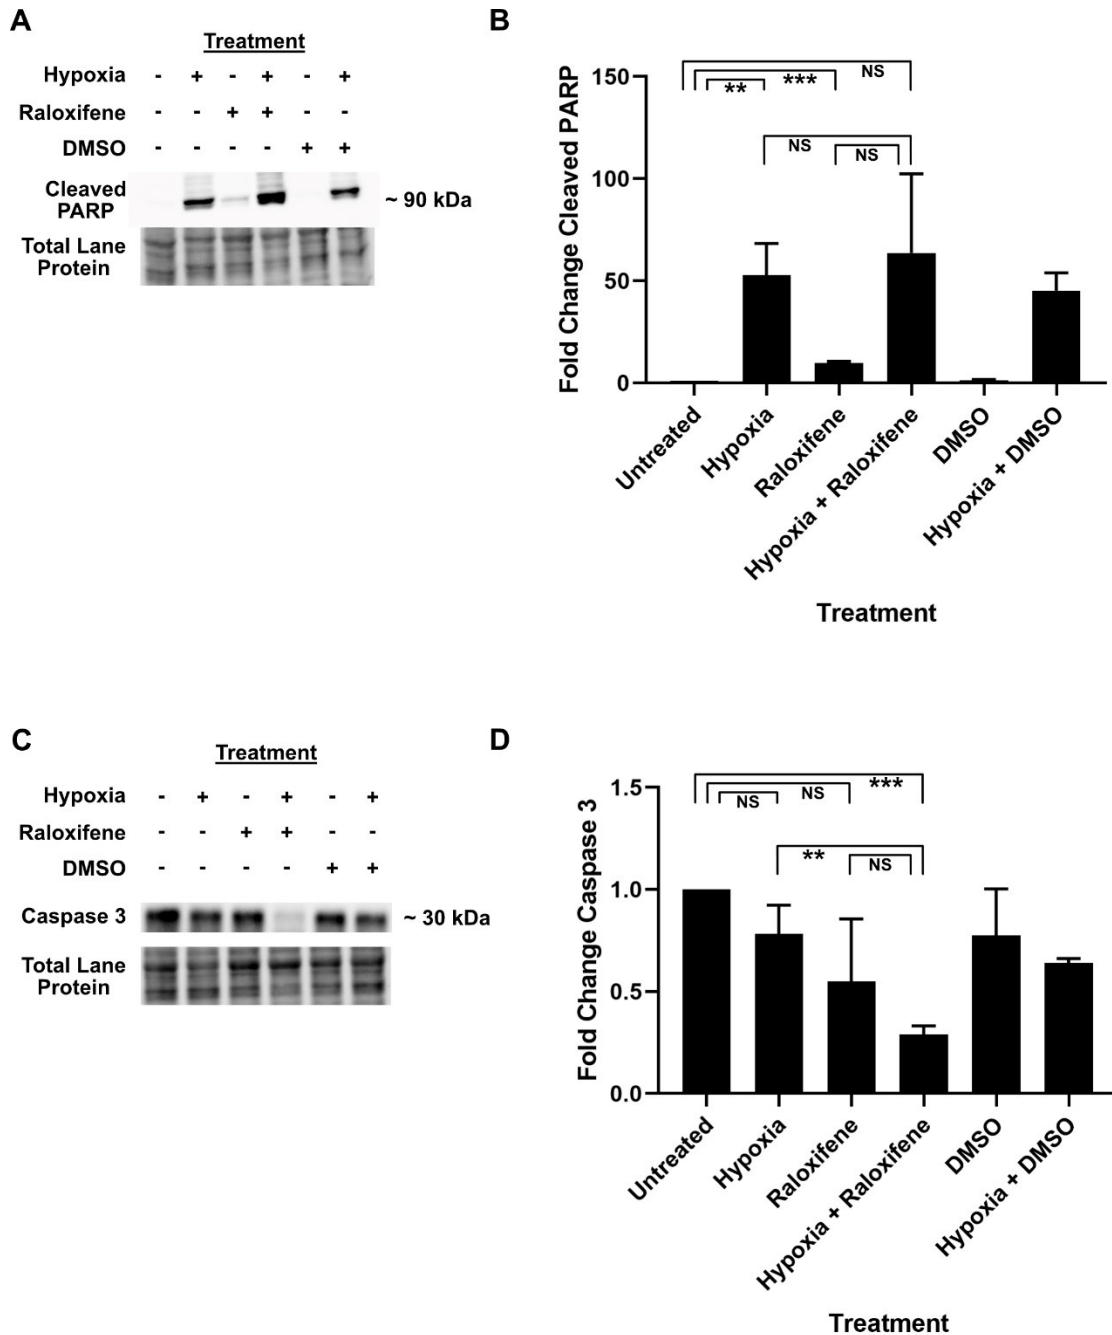 A
Treatment
Hypoxia - + - + - +
Raloxifene - - + + - -
DMSO - - - - + +
Cleaved
PARP
~ 90 kDa
Total Lane
Protein
B
Fold Change Cleaved PARP
150
100
50
0
NS
***
**
NS
NS
Untreated
Hypoxia
Raloxifene
Hypoxia + Raloxifene
DMSO
Hypoxia + DMSO
Treatment
C
Treatment
Hypoxia - + - + - +
Raloxifene - - + + - -
DMSO - - - - + +
Caspase 3
~ 30 kDa
Total Lane
Protein
D
Fold Change Caspase 3
1.5
1.0
0.5
0.0
***
NS
NS
**
NS
Untreated
Hypoxia
Raloxifene
Hypoxia + Raloxifene
DMSO
Hypoxia + DMSO
Treatment